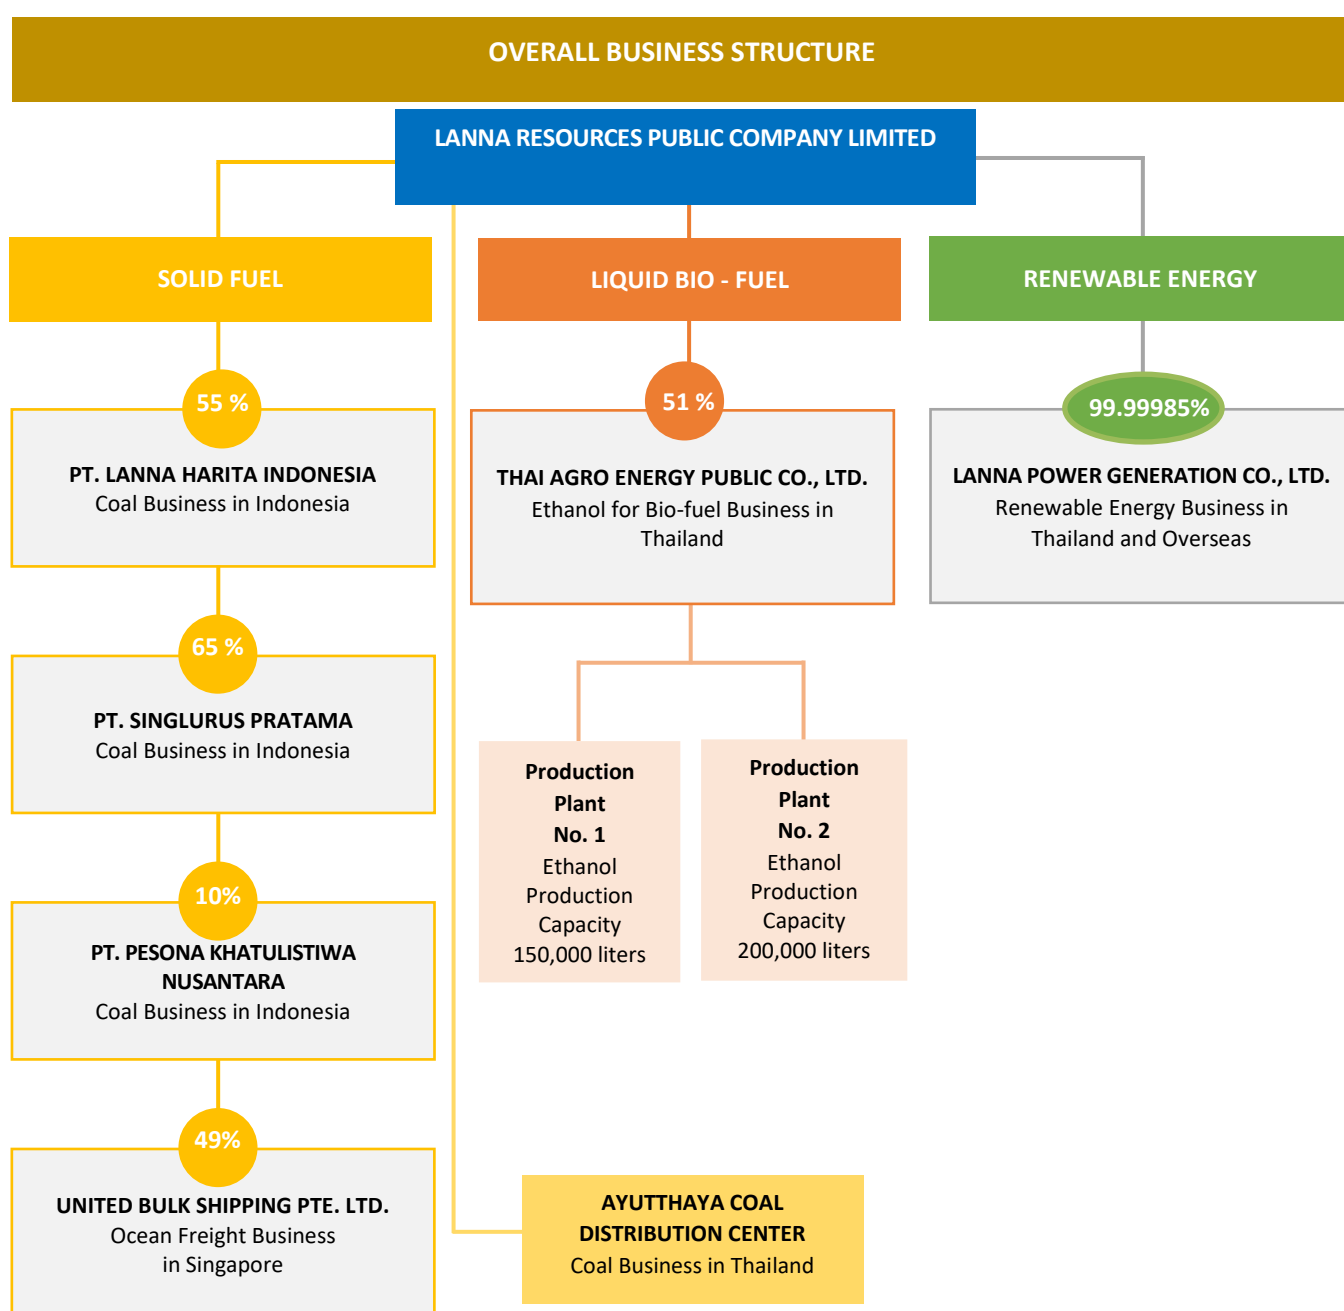 OVERALL BUSINESS STRUCTURE
LANNA RESOURCES PUBLIC COMPANY LIMITED
SOLID FUEL
55 %
PT. LANNA HARITA INDONESIA
Coal Business in Indonesia
65 %
PT. SINGLURUS PRATAMA
Coal Business in Indonesia
10%
PT. PESONA KHATULISTIWA
NUSANTARA
Coal Business in Indonesia
49%
UNITED BULK SHIPPING PTE. LTD.
Ocean Freight Business
in Singapore
LIQUID BIO - FUEL
51 %
THAI AGRO ENERGY PUBLIC CO., LTD.
Ethanol for Bio-fuel Business in
Thailand
Production
Plant
No. 1
Ethanol
Production
Capacity
150,000 liters
Production
Plant
No. 2
Ethanol
Production
Capacity
200,000 liters
AYUTTHAYA COAL
DISTRIBUTION CENTER
Coal Business in Thailand
RENEWABLE ENERGY
99.99985%
LANNA POWER GENERATION CO., LTD.
Renewable Energy Business in
Thailand and Overseas